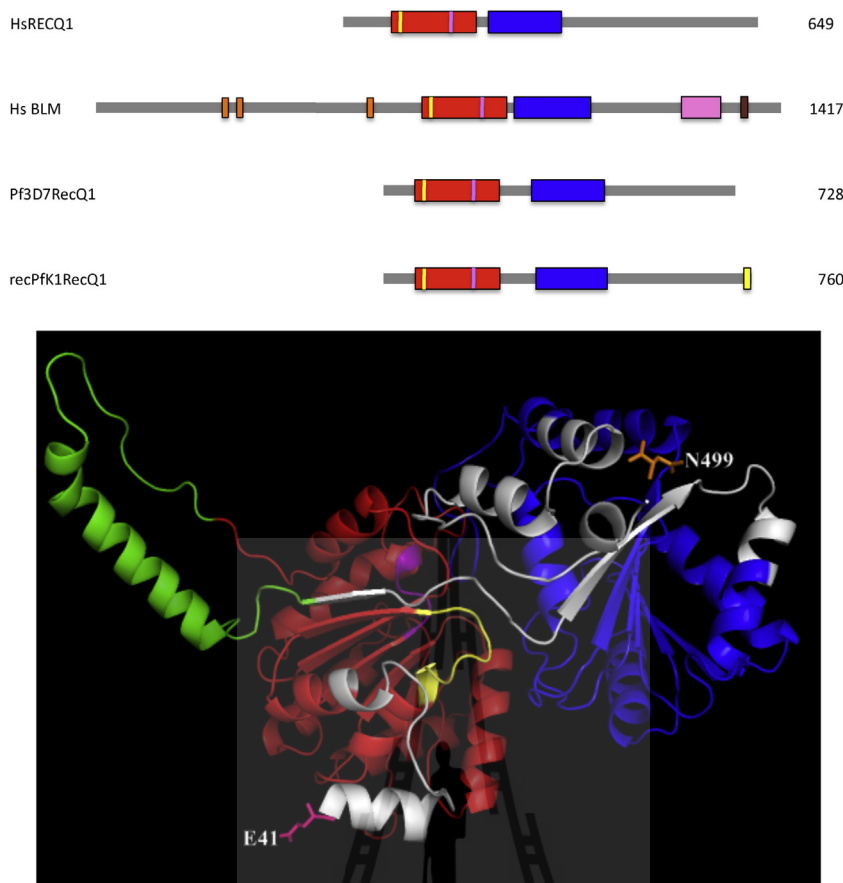 HsRECQ1 649
Hs BLM 1417
Pf3D7RecQ1 728
recPfK1RecQ1 760
N499
E41